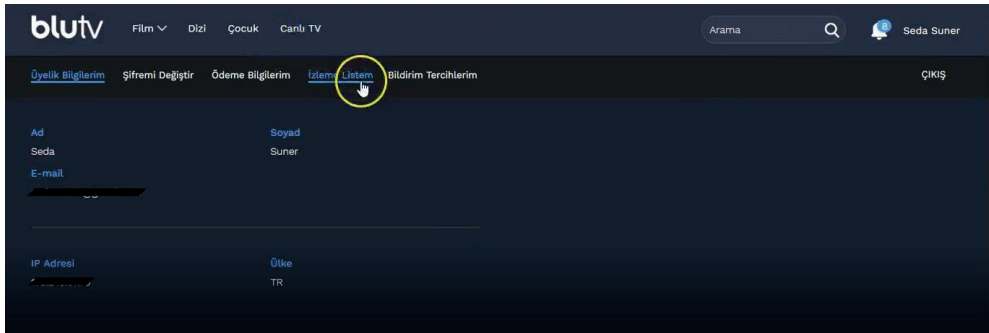 blutv Film Dizi Çocuk Canlı TV Arama 8 Seda Suner
Üyelik Bilgilerim Şifremi Değiştir Ödeme Bilgilerim İzleme Listem Bildirim Tercihlerim ÇIKIŞ
Ad Soyad
Seda Suner
E-mail
IP Adresi Ülke
TR